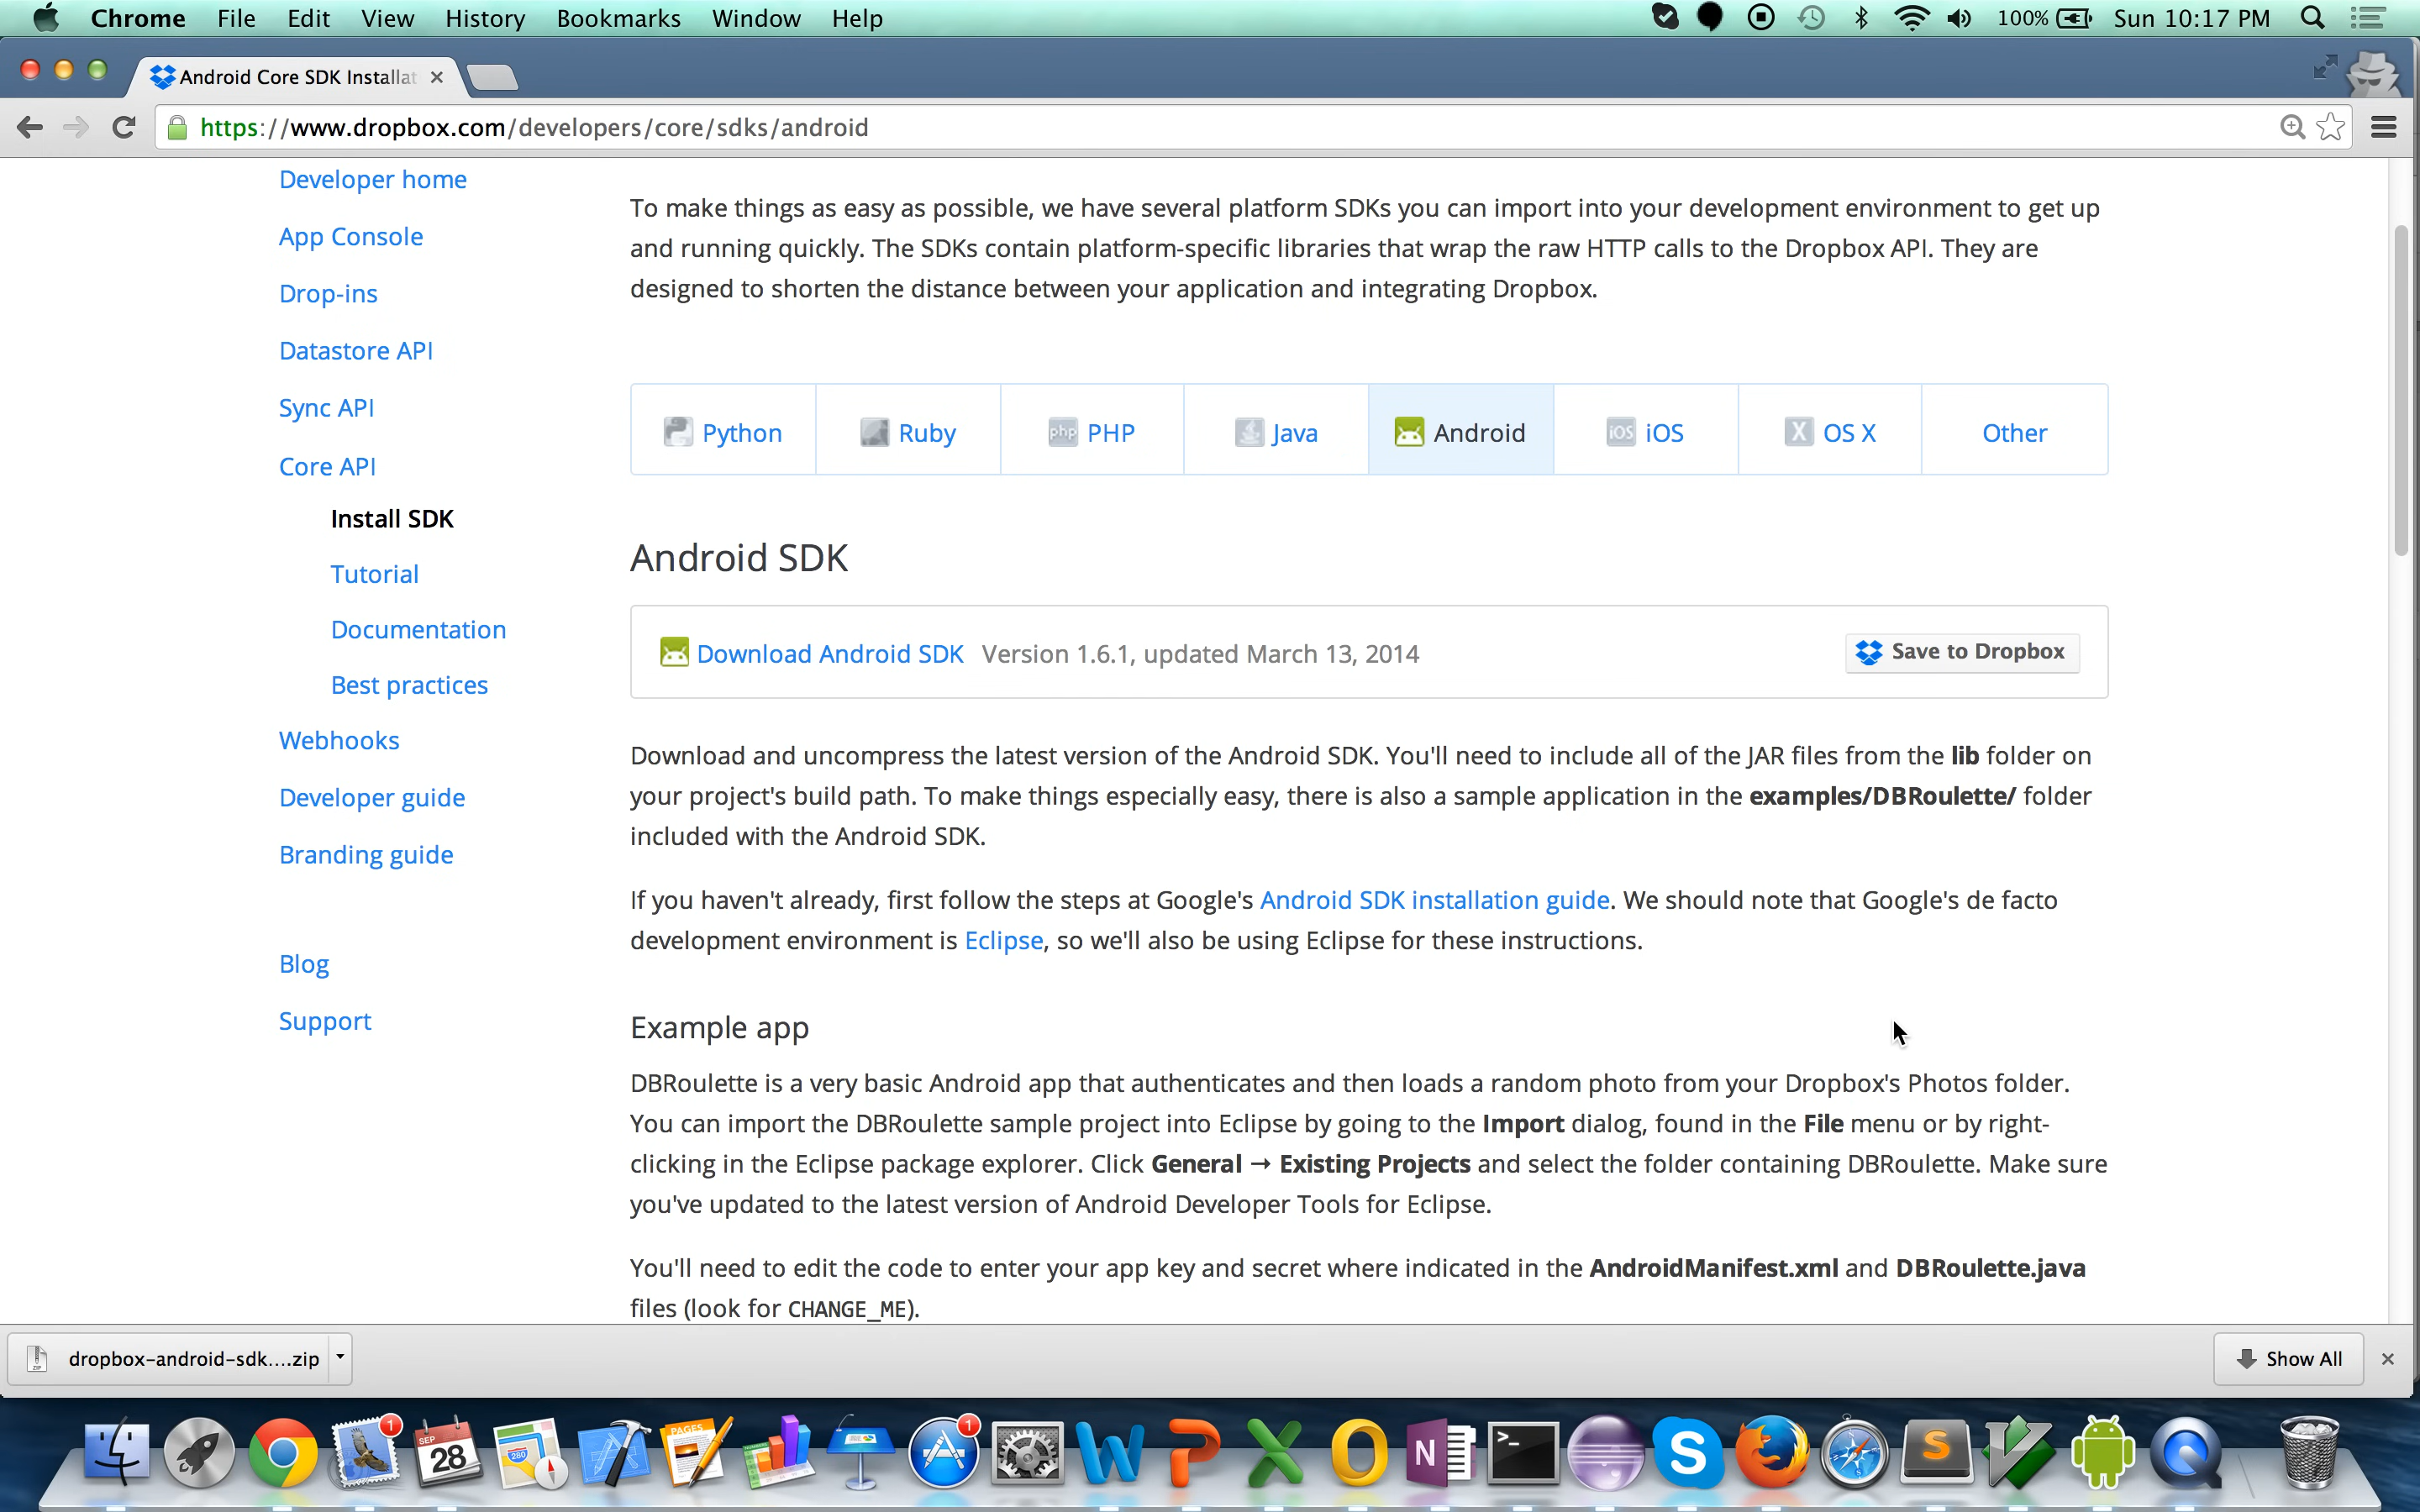 Chrome File Edit View History Bookmarks Window Help 100% Sun 10:17 PM
Android Core SDK Installat
https://www.dropbox.com/developers/core/sdks/android
Developer home
App Console
Drop-ins
Datastore API
Sync API
Core API
Install SDK
Tutorial
Documentation
Best practices
Webhooks
Developer guide
Branding guide
Blog
Support
To make things as easy as possible, we have several platform SDKs you can import into your development environment to get up
and running quickly. The SDKs contain platform-specific libraries that wrap the raw HTTP calls to the Dropbox API. They are
designed to shorten the distance between your application and integrating Dropbox.
Python Ruby php PHP Java Android iOS iOS X OS X Other
Android SDK
Download Android SDK Version 1.6.1, updated March 13, 2014 Save to Dropbox
Download and uncompress the latest version of the Android SDK. You'll need to include all of the JAR files from the lib folder on
your project's build path. To make things especially easy, there is also a sample application in the examples/DBRoulette/ folder
included with the Android SDK.
If you haven't already, first follow the steps at Google's Android SDK installation guide. We should note that Google's de facto
development environment is Eclipse, so we'll also be using Eclipse for these instructions.
Example app
DBRoulette is a very basic Android app that authenticates and then loads a random photo from your Dropbox's Photos folder.
You can import the DBRoulette sample project into Eclipse by going to the Import dialog, found in the File menu or by right-
clicking in the Eclipse package explorer. Click General → Existing Projects and select the folder containing DBRoulette. Make sure
you've updated to the latest version of Android Developer Tools for Eclipse.
You'll need to edit the code to enter your app key and secret where indicated in the AndroidManifest.xml and DBRoulette.java
files (look for CHANGE_ME).
ZIP dropbox-android-sdk....zip Show All
1 SEP 28 280 PAGES 1 W P X O N >_ S S